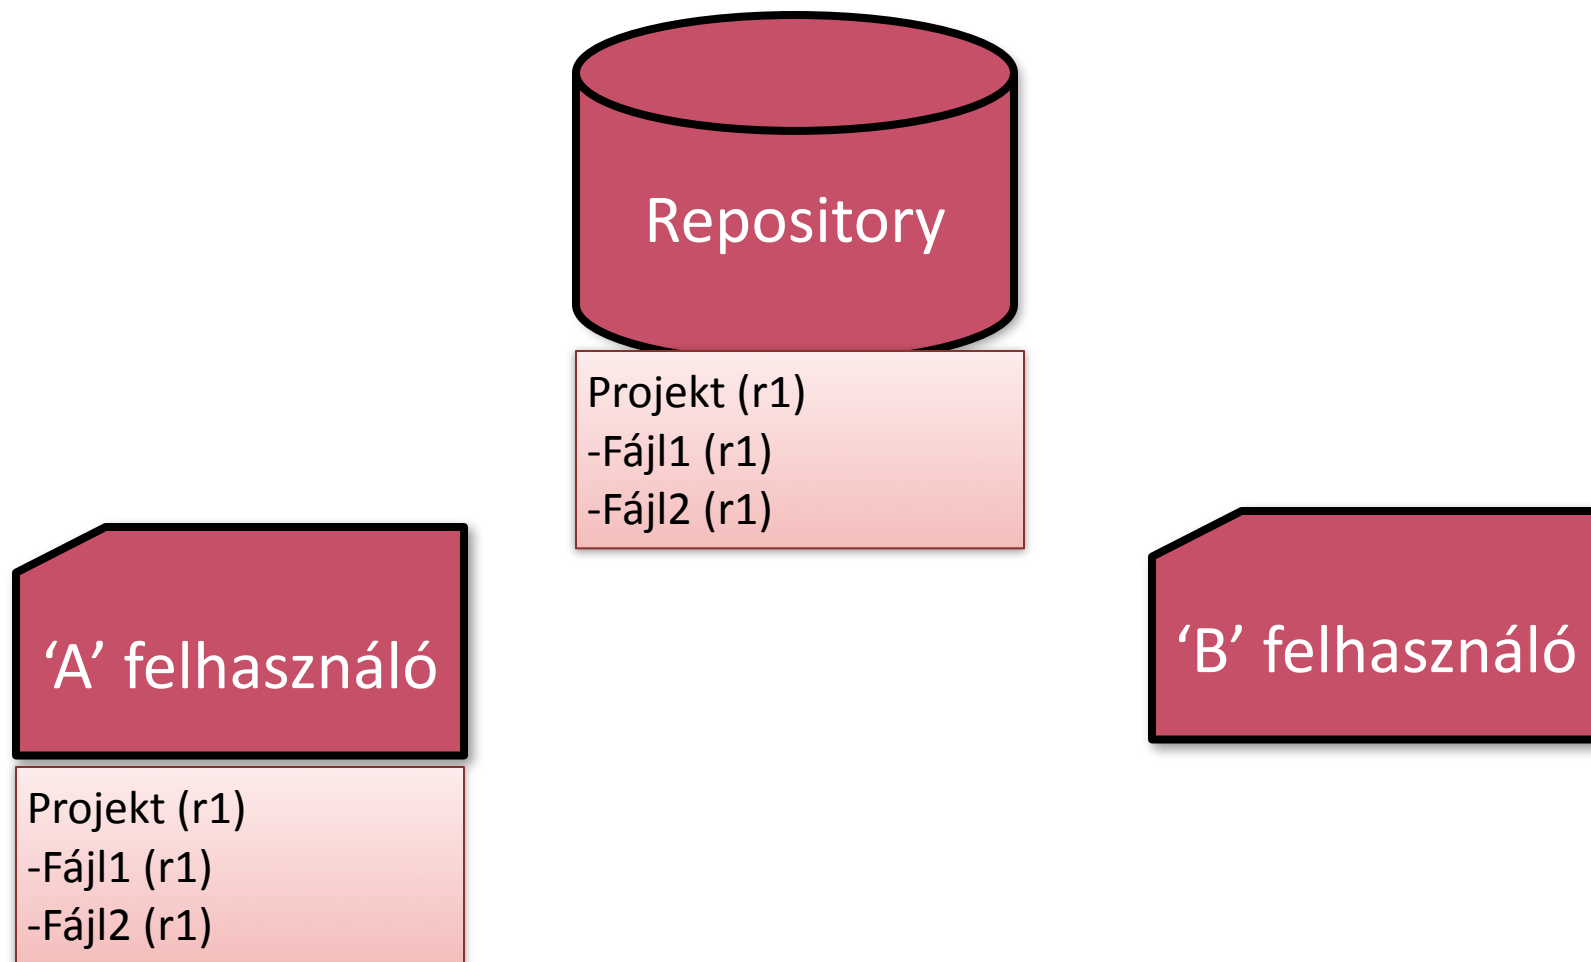 Repository
Projekt (r1)
-Fájl1 (r1)
-Fájl2 (r1)
‘A’ felhasználó
Projekt (r1)
-Fájl1 (r1)
-Fájl2 (r1)
‘B’ felhasználó